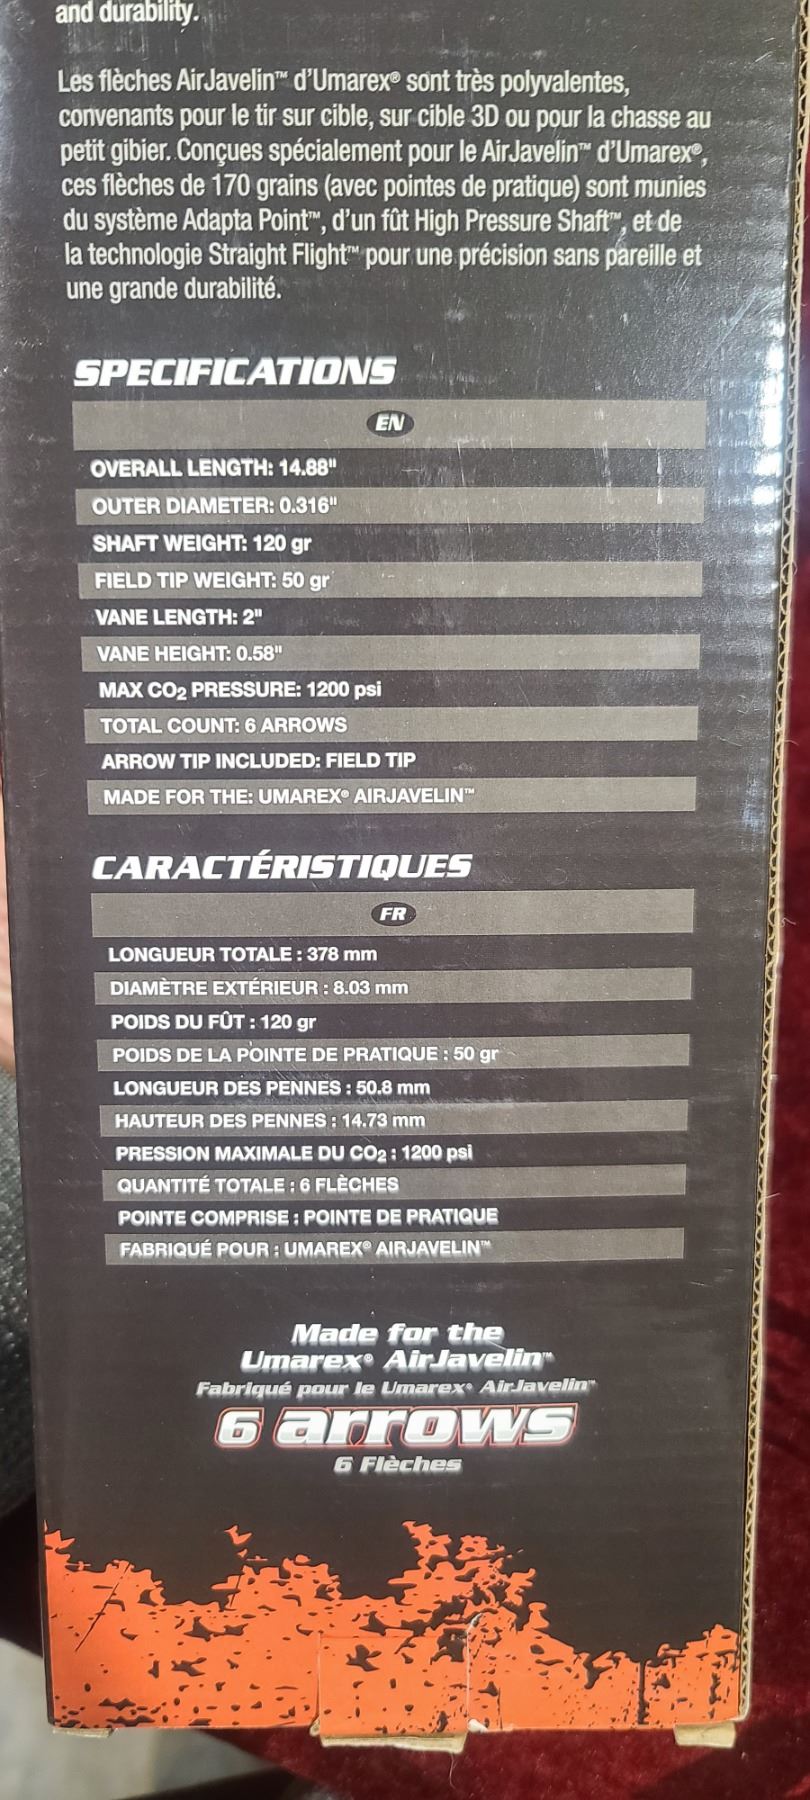 and durability.
Les flèches AirJavelin™ d'Umarex® sont très polyvalentes,
convenants pour le tir sur cible, sur cible 3D ou pour la chasse au
petit gibier. Conçues spécialement pour le AirJavelin™ d'Umarex®,
ces flèches de 170 grains (avec pointes de pratique) sont munies
du système Adapta Point™, d'un fût High Pressure Shaft™, et de
la technologie Straight Flight™ pour une précision sans pareille et
une grande durabilité.
SPECIFICATIONS
EN
OVERALL LENGTH: 14.88"
OUTER DIAMETER: 0.316"
SHAFT WEIGHT: 120 gr
FIELD TIP WEIGHT: 50 gr
VANE LENGTH: 2"
VANE HEIGHT: 0.58"
MAX CO2 PRESSURE: 1200 psi
TOTAL COUNT: 6 ARROWS
ARROW TIP INCLUDED: FIELD TIP
MADE FOR THE: UMAREX® AIRJAVELIN™
CARACTÉRISTIQUES
FR
LONGUEUR TOTALE : 378 mm
DIAMÈTRE EXTÉRIEUR : 8.03 mm
POIDS DU FÛT : 120 gr
POIDS DE LA POINTE DE PRATIQUE : 50 gr
LONGUEUR DES PENNES : 50.8 mm
HAUTEUR DES PENNES : 14.73 mm
PRESSION MAXIMALE DU CO2 : 1200 psi
QUANTITÉ TOTALE : 6 FLÈCHES
POINTE COMPRISE : POINTE DE PRATIQUE
FABRIQUÉ POUR : UMAREX® AIRJAVELIN™
Made for the
Umarex® AirJavelin™
Fabriqué pour le Umarex® AirJavelin™
6 arrows
6 Flèches